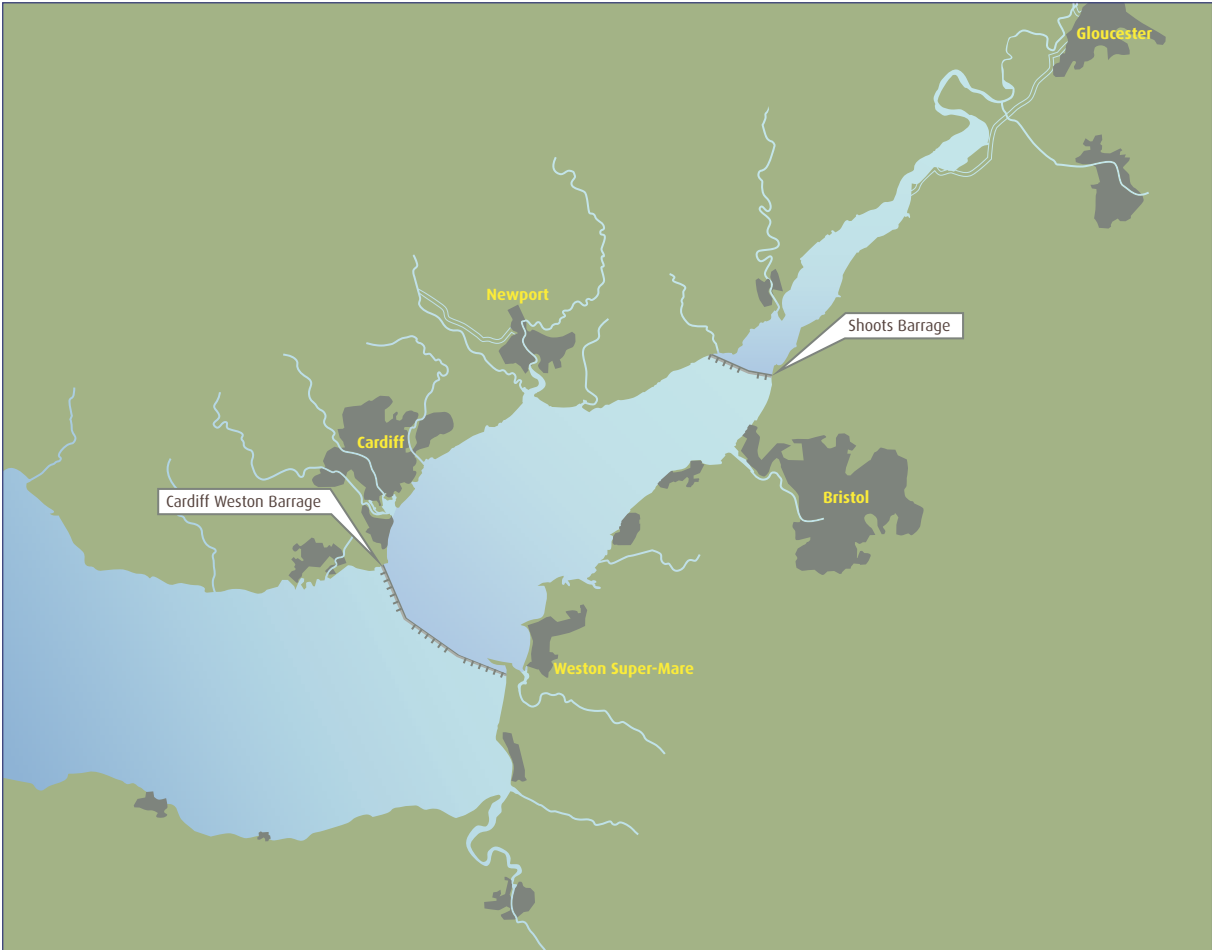 Gloucester
Newport
Shoots Barrage
Cardiff
Cardiff Weston Barrage
Bristol
Weston Super-Mare